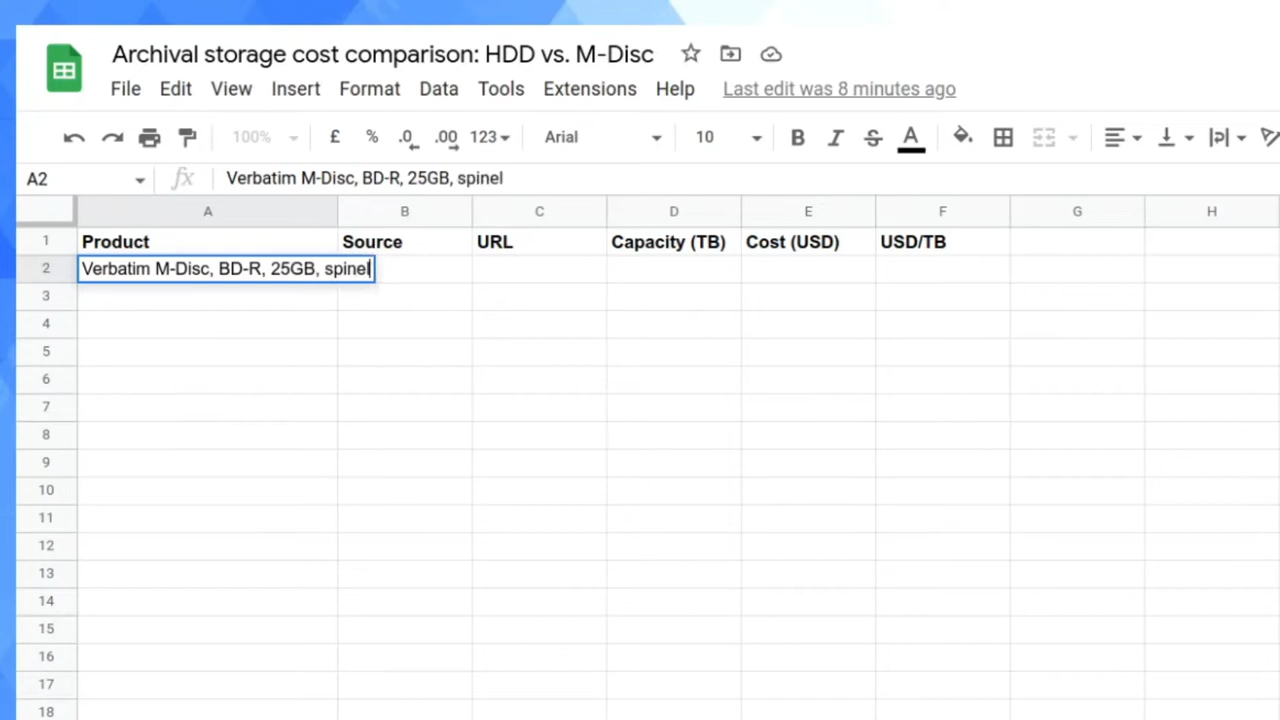 Archival storage cost comparison: HDD vs. M-Disc
File Edit View Insert Format Data Tools Extensions Help Last edit was 8 minutes ago
100% £ % .0 .00 123 Arial 10 B I S A
A2 fx Verbatim M-Disc, BD-R, 25GB, spinel
A B C D E F G H
1 Product Source URL Capacity (TB) Cost (USD) USD/TB
2 Verbatim M-Disc, BD-R, 25GB, spinel
3
4
5
6
7
8
9
10
11
12
13
14
15
16
17
18